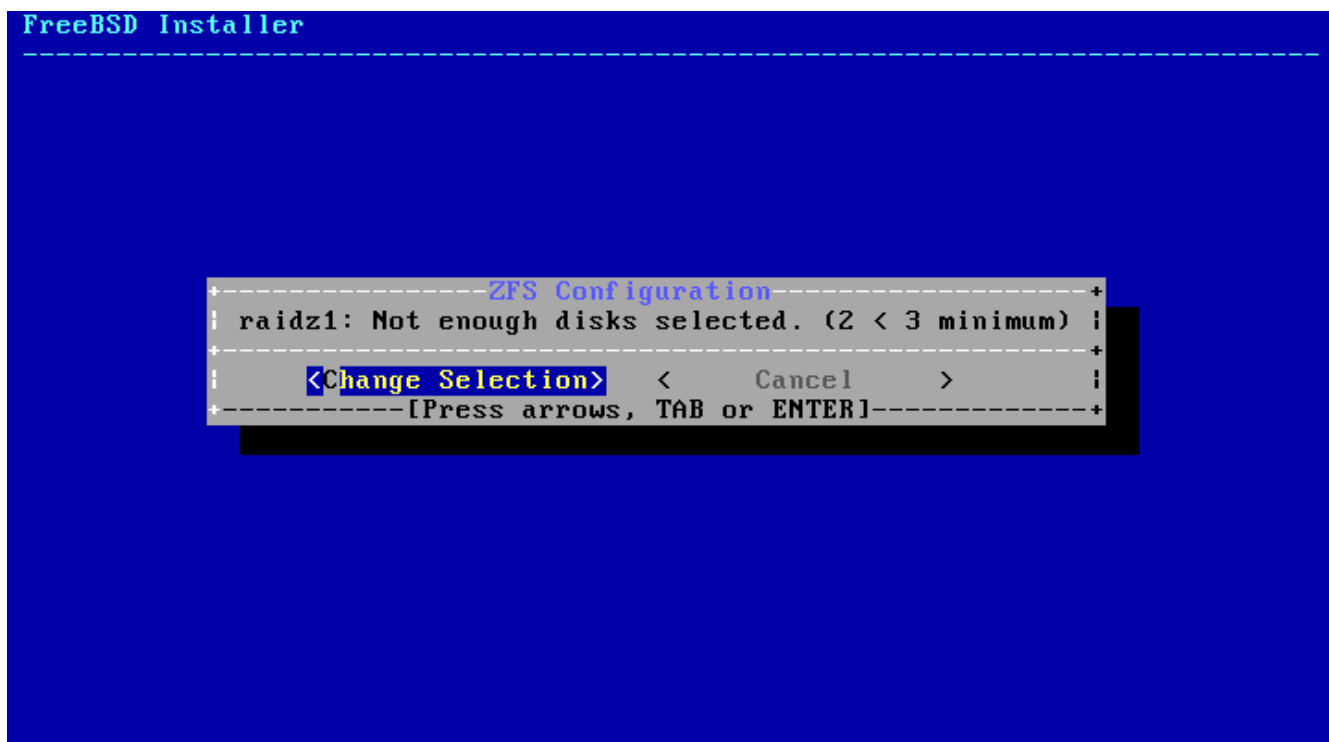 FreeBSD Installer
ZFS Configuration
raidz1: Not enough disks selected. (2 < 3 minimum)
<Change Selection> < Cancel >
[Press arrows, TAB or ENTER]